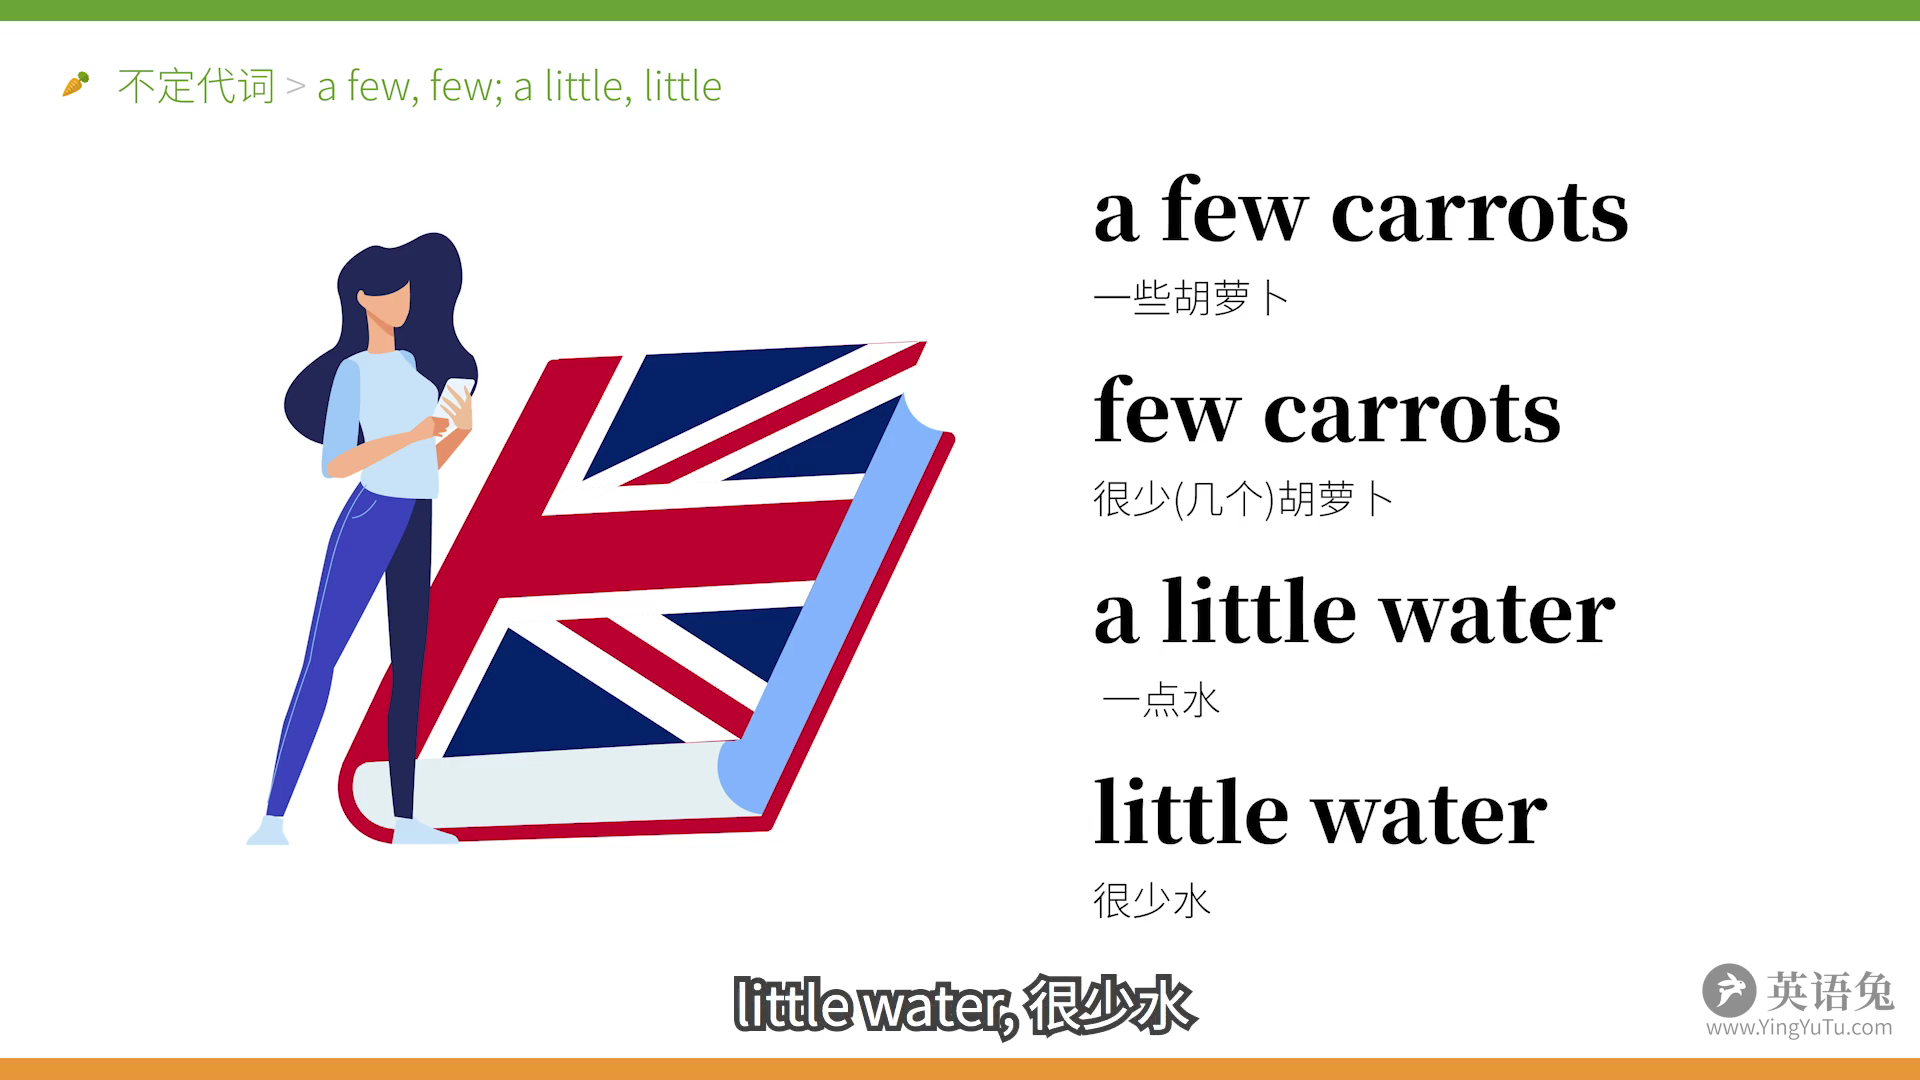 不定代词 > a few, few; a little, little
a few carrots
一些胡萝卜
few carrots
很少(几个)胡萝卜
a little water
一点水
little water
很少水
little water, 很少水
英语兔
www.YingYuTu.com